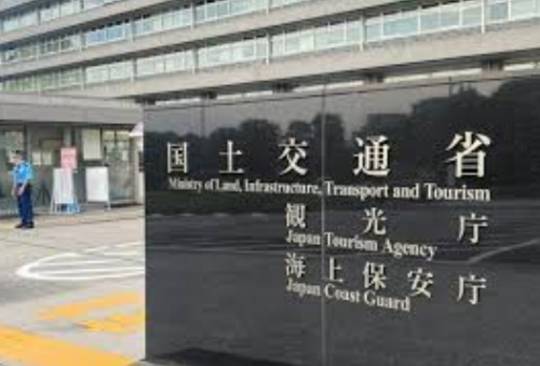 国土交通省
Ministry of Land, Infrastructure, Transport and Tourism
観光庁
Japan Tourism Agency
海上保安庁
Japan Coast Guard